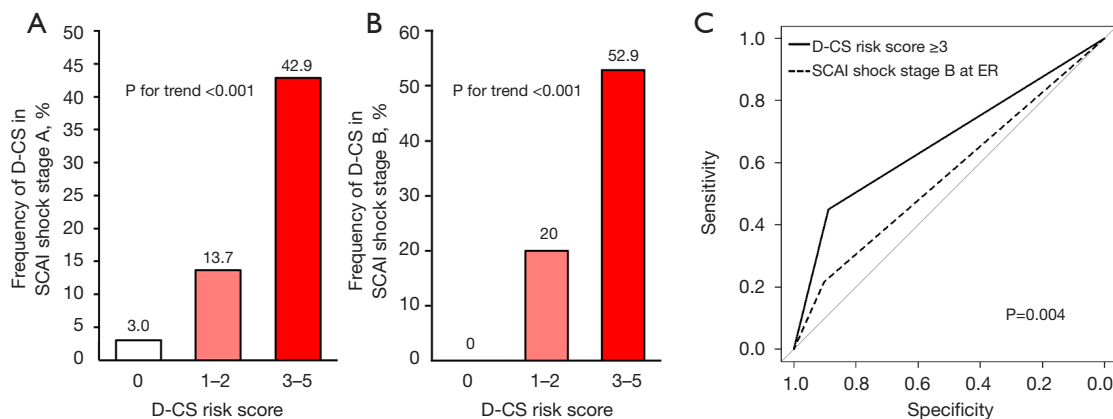 A
Frequency of D-CS in
SCAI shock stage A, %
50
45
40
35
30
25
20
15
10
5
0
P for trend <0.001
3.0
13.7
42.9
0
1–2
3–5
D-CS risk score
B
Frequency of D-CS in
SCAI shock stage B, %
60
50
40
30
20
10
0
P for trend <0.001
0
20
52.9
0
1–2
3–5
D-CS risk score
C
Sensitivity
1.0
0.8
0.6
0.4
0.2
0.0
D-CS risk score ≥3
SCAI shock stage B at ER
P=0.004
1.0
0.8
0.6
0.4
0.2
0.0
Specificity